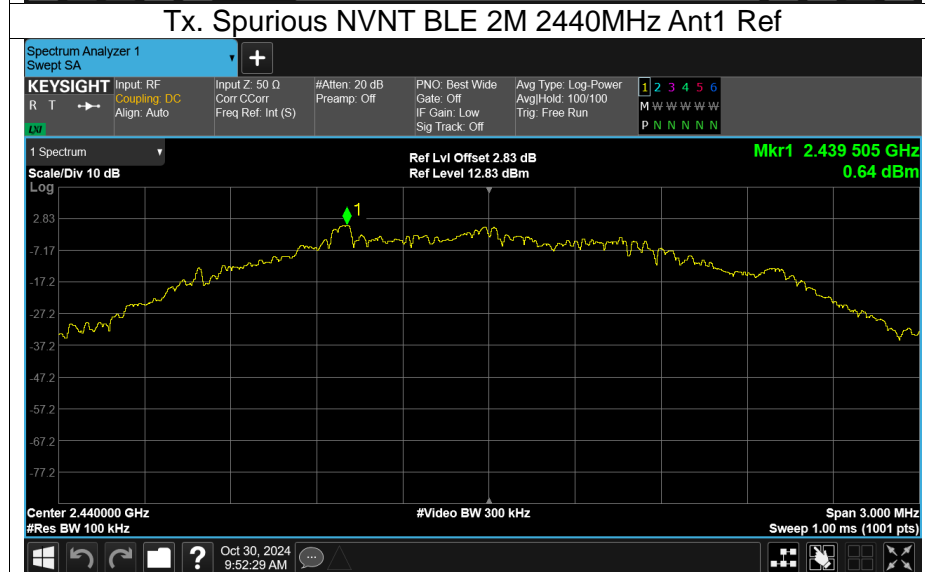 Tx. Spurious NVNT BLE 2M 2440MHz Ant1 Ref
Spectrum Analyzer 1
Swept SA
+
KEYSIGHT
R T
LXI
Input: RF
Coupling: DC
Align: Auto
Input Z: 50 Ω
Corr CCorr
Freq Ref: Int (S)
#Atten: 20 dB
Preamp: Off
PNO: Best Wide
Gate: Off
IF Gain: Low
Sig Track: Off
Avg Type: Log-Power
Avg|Hold: 100/100
Trig: Free Run
1 2 3 4 5 6
M W W W W W
P N N N N N
1 Spectrum
Scale/Div 10 dB
Ref Lvl Offset 2.83 dB
Ref Level 12.83 dBm
Mkr1 2.439 505 GHz
0.64 dBm
Log
1
2.83
-7.17
-17.2
-27.2
-37.2
-47.2
-57.2
-67.2
-77.2
Center 2.440000 GHz
#Res BW 100 kHz
#Video BW 300 kHz
Span 3.000 MHz
Sweep 1.00 ms (1001 pts)
?
Oct 30, 2024
9:52:29 AM